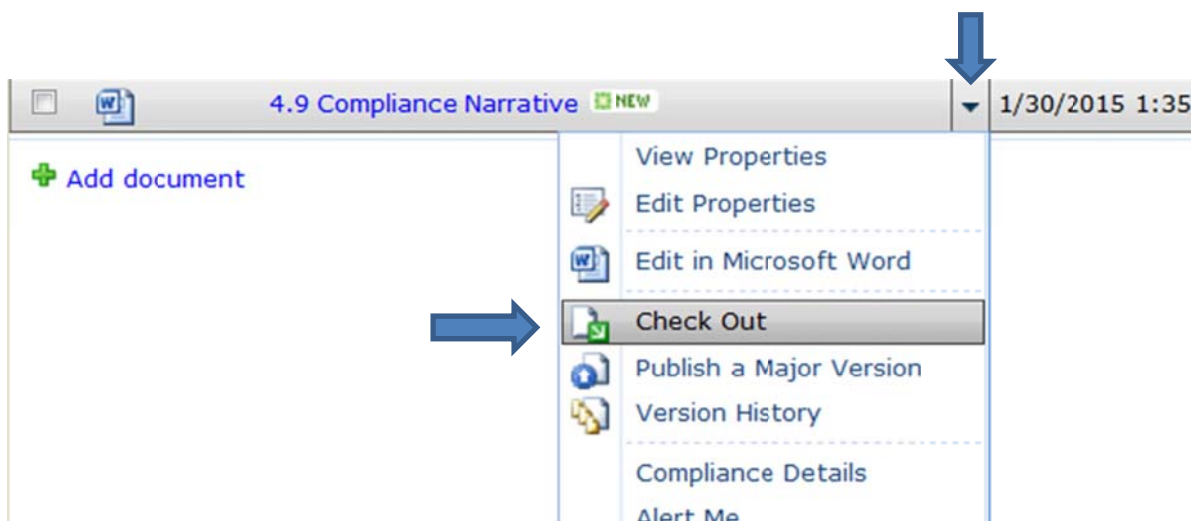 4.9 Compliance Narrative NEW 1/30/2015 1:35
Add document
View Properties
Edit Properties
Edit in Microsoft Word
Check Out
Publish a Major Version
Version History
Compliance Details
Alert Me